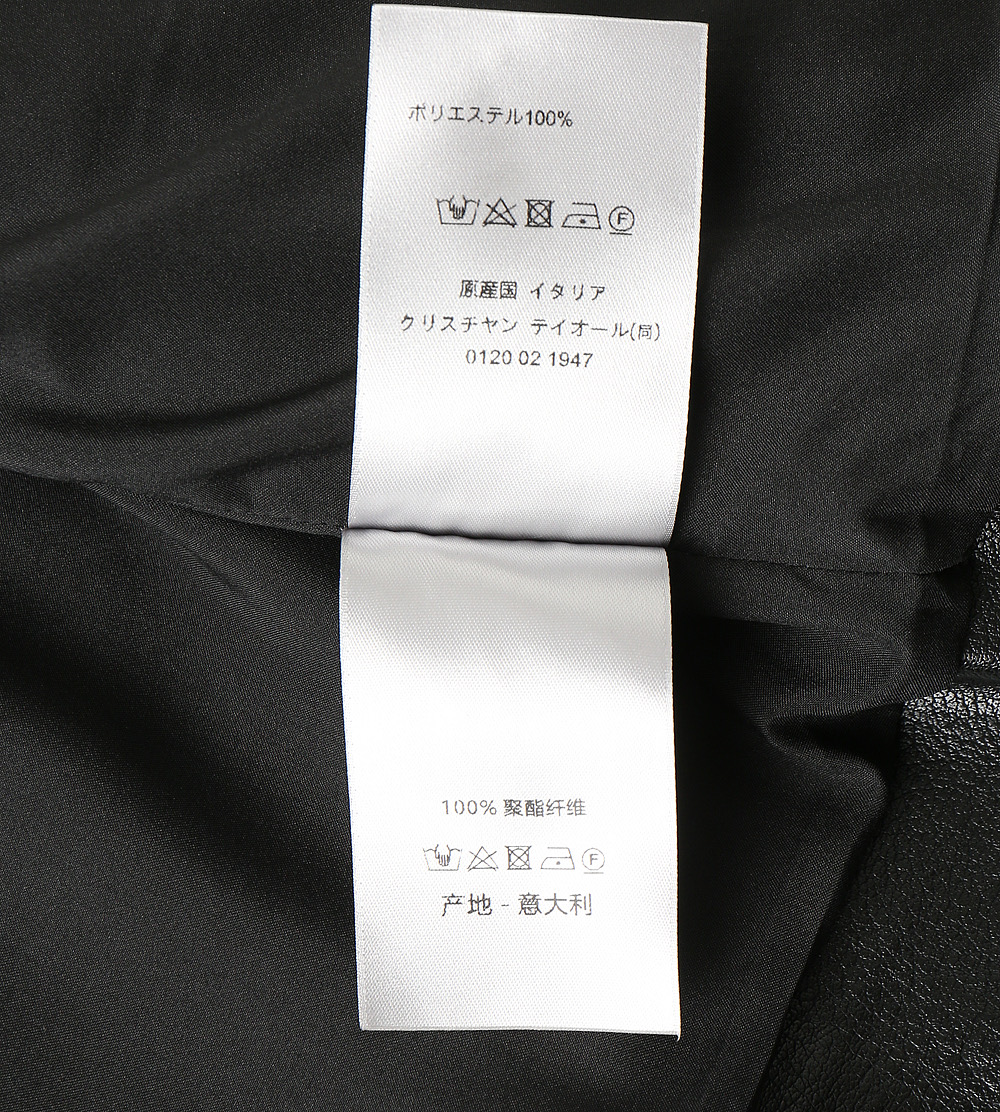 ポリエステル100%
F
原産国 イタリア
クリスチヤン デイオール(局)
0120 02 1947
100% 聚酯纤维
F
产地 - 意大利